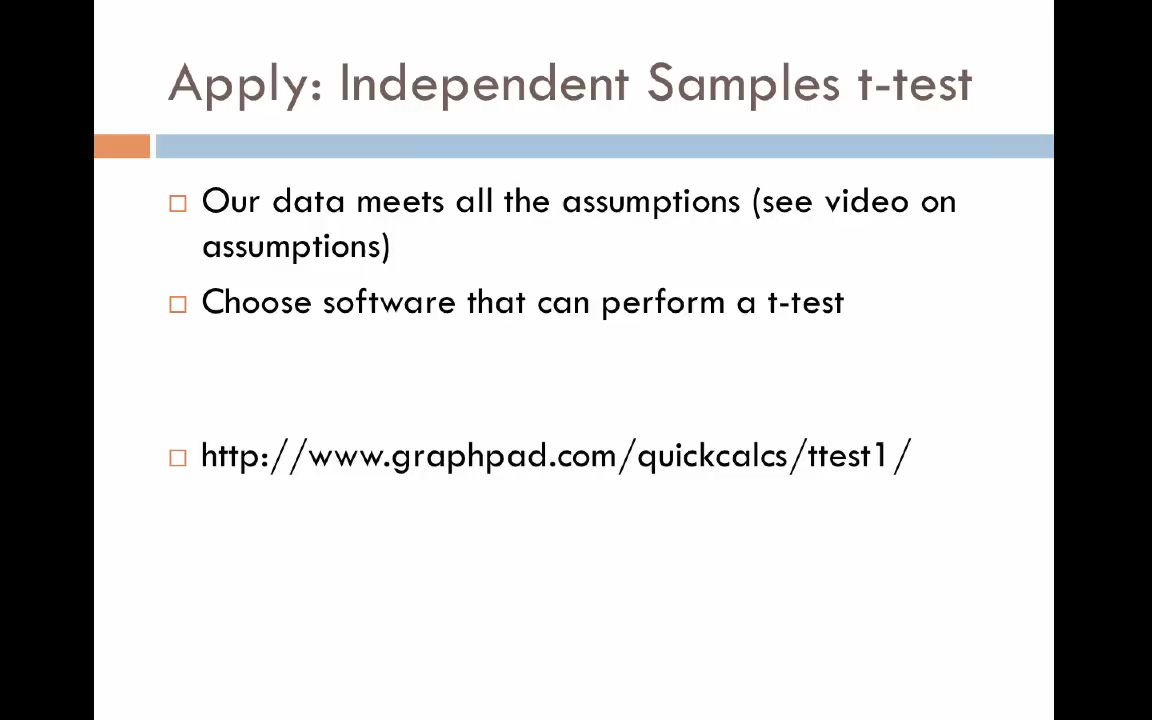 Apply: Independent Samples t-test
Our data meets all the assumptions (see video on
assumptions)
Choose software that can perform a t-test
http://www.graphpad.com/quickcalcs/ttest1/